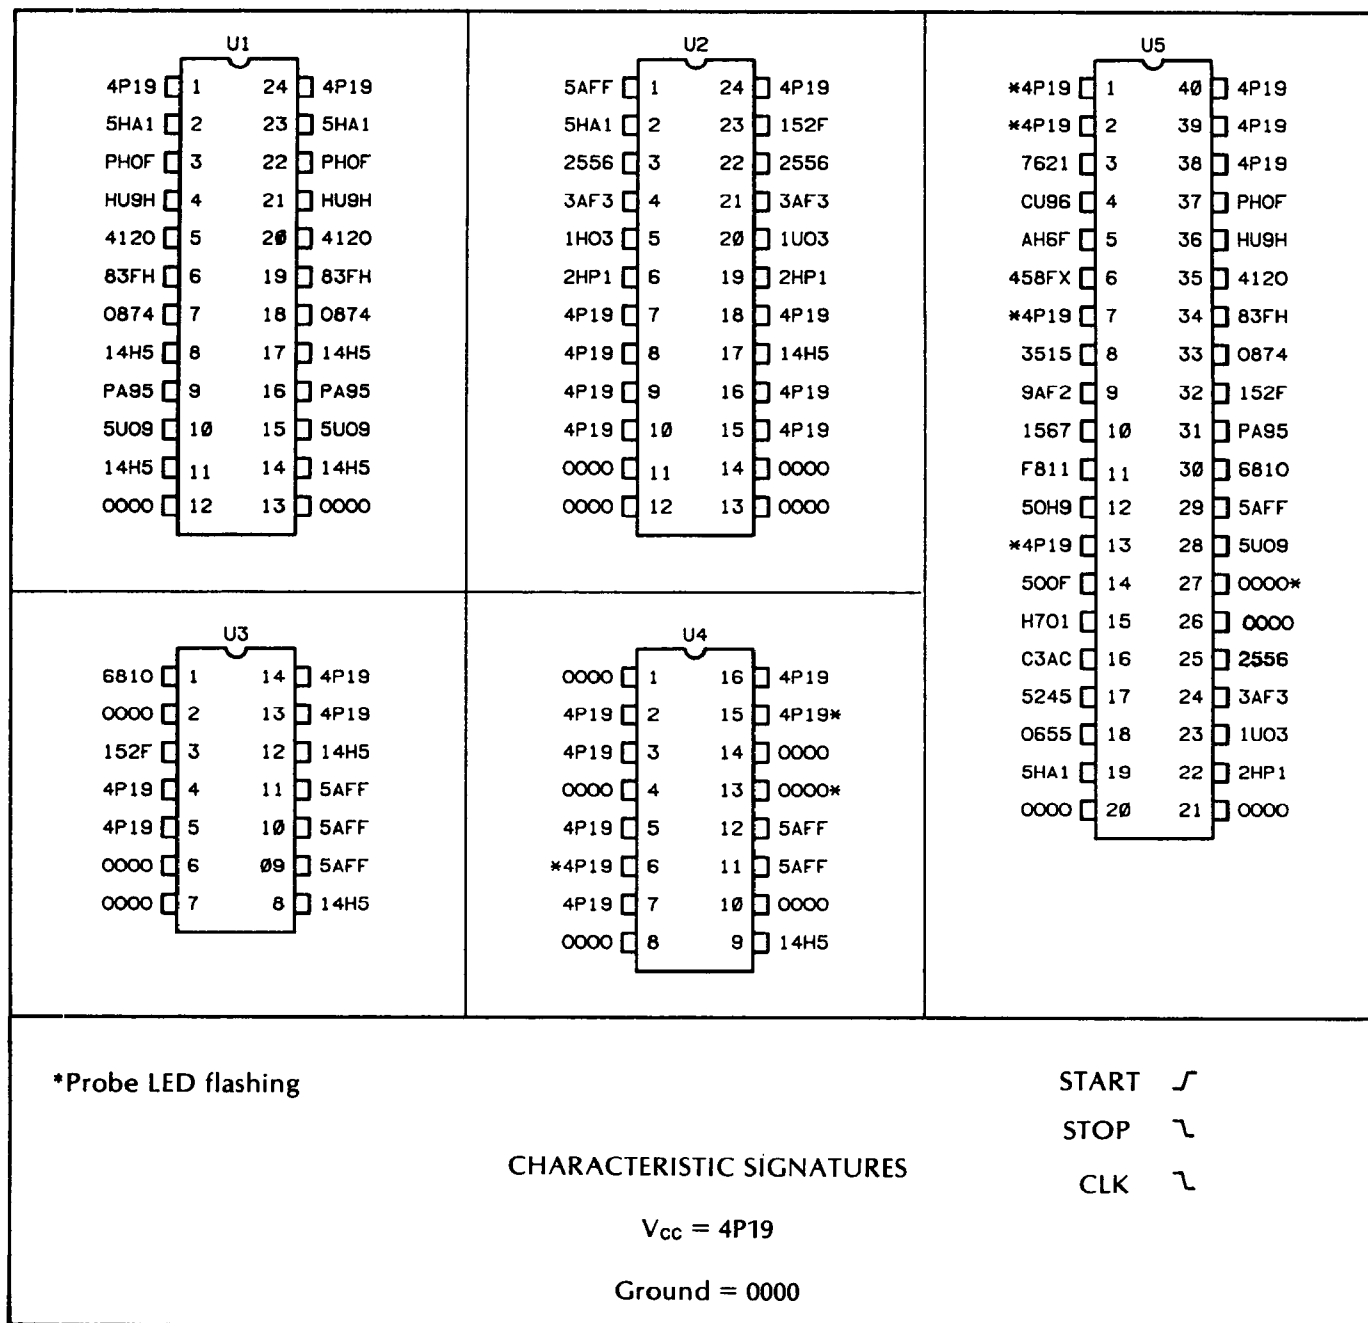 U1
4P19 1 24 4P19
5HA1 2 23 5HA1
PHOF 3 22 PHOF
HU9H 4 21 HU9H
4120 5 20 4120
83FH 6 19 83FH
0874 7 18 0874
14H5 8 17 14H5
PA95 9 16 PA95
5U09 10 15 5U09
14H5 11 14 14H5
0000 12 13 0000
U2
5AFF 1 24 4P19
5HA1 2 23 152F
2556 3 22 2556
3AF3 4 21 3AF3
1H03 5 20 1U03
2HP1 6 19 2HP1
4P19 7 18 4P19
4P19 8 17 14H5
4P19 9 16 4P19
4P19 10 15 4P19
0000 11 14 0000
0000 12 13 0000
U5
*4P19 1 40 4P19
*4P19 2 39 4P19
7621 3 38 4P19
CU96 4 37 PHOF
AH6F 5 36 HU9H
458FX 6 35 4120
*4P19 7 34 83FH
3515 8 33 0874
9AF2 9 32 152F
1567 10 31 PA95
F811 11 30 6810
50H9 12 29 5AFF
*4P19 13 28 5U09
500F 14 27 0000*
H701 15 26 0000
C3AC 16 25 2556
5245 17 24 3AF3
0655 18 23 1U03
5HA1 19 22 2HP1
0000 20 21 0000
U3
6810 1 14 4P19
0000 2 13 4P19
152F 3 12 14H5
4P19 4 11 5AFF
4P19 5 10 5AFF
0000 6 09 5AFF
0000 7 8 14H5
U4
0000 1 16 4P19
4P19 2 15 4P19*
4P19 3 14 0000
0000 4 13 0000*
4P19 5 12 5AFF
*4P19 6 11 5AFF
4P19 7 10 0000
0000 8 9 14H5
*Probe LED flashing
START
STOP
CLK
CHARACTERISTIC SIGNATURES
Vcc = 4P19
Ground = 0000